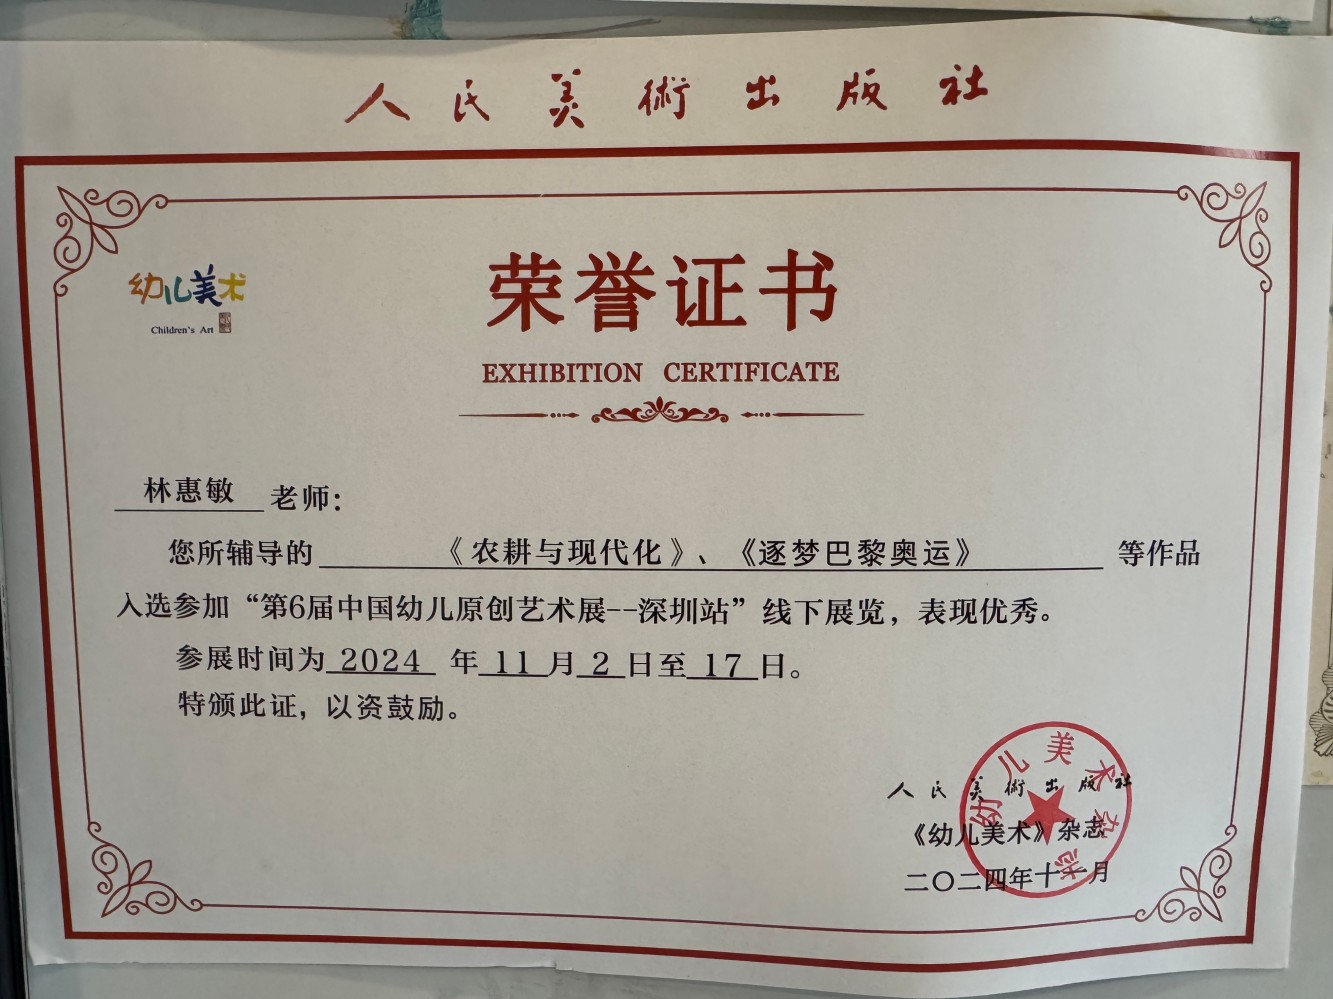 人民美術出版社
幼儿美术
Children's Art
荣誉证书
EXHIBITION CERTIFICATE
林惠敏 老师：
您所辅导的 《农耕与现代化》、《逐梦巴黎奥运》 等作品
入选参加“第6届中国幼儿原创艺术展--深圳站”线下展览，表现优秀。
参展时间为 2024 年 11 月 2 日至 17 日。
特颁此证，以资鼓励。
人民美術出版社
《幼儿美术》杂志
二〇二四年十一月
幼儿美术杂志